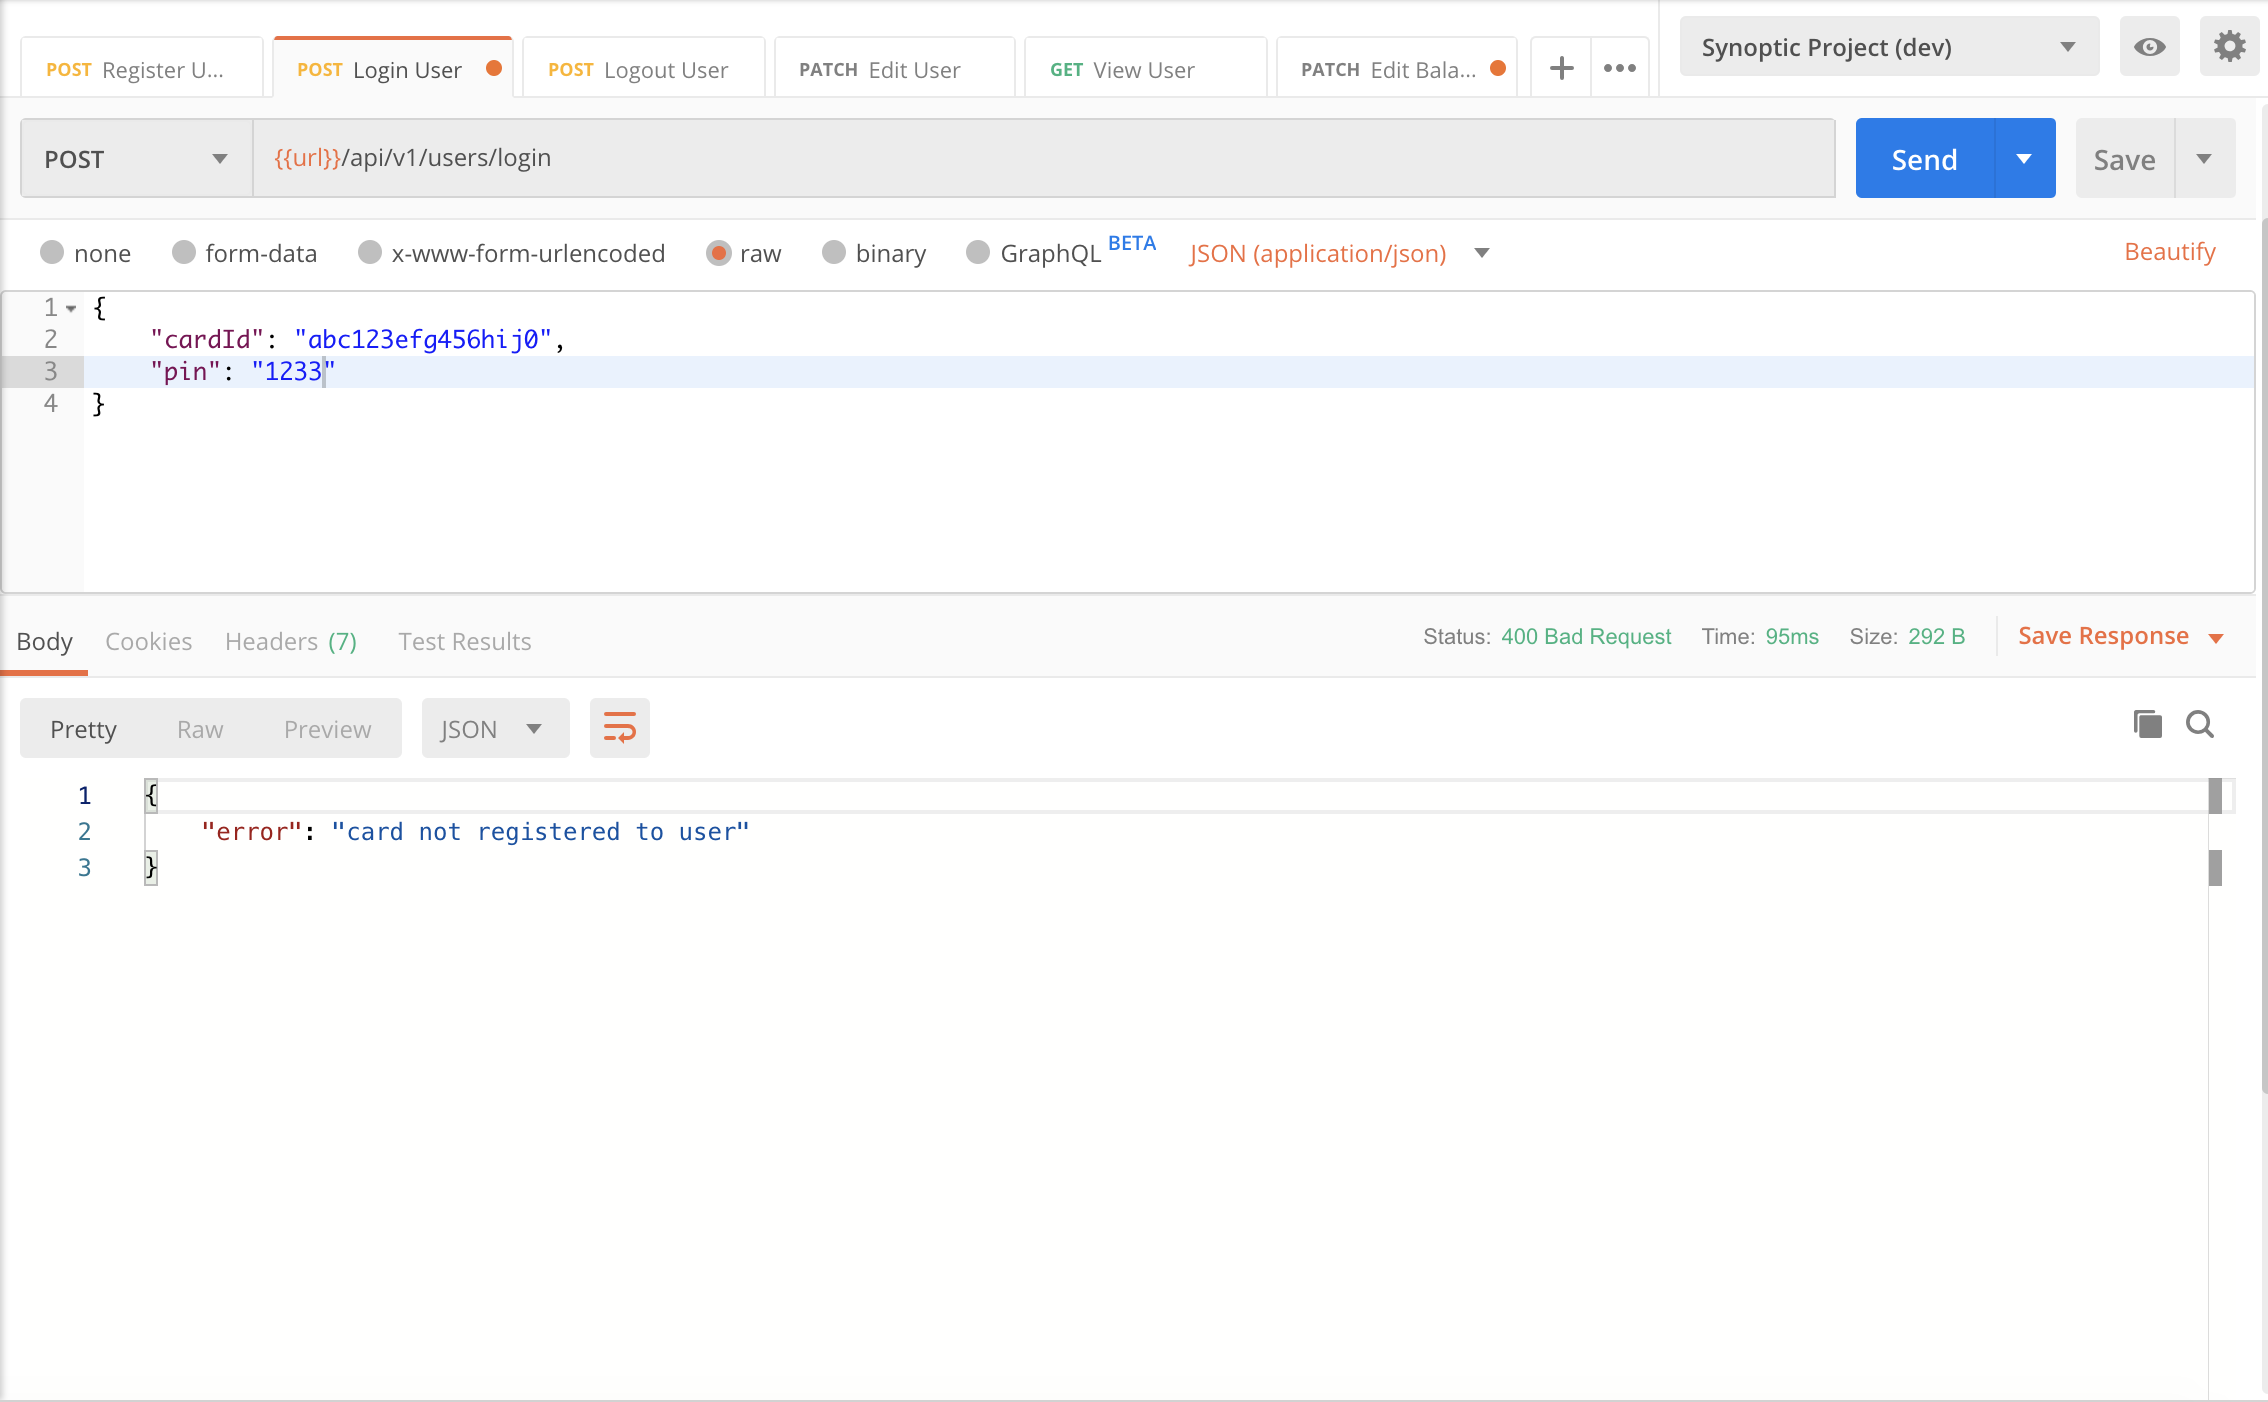 POST Register U...
POST Login User
POST Logout User
PATCH Edit User
GET View User
PATCH Edit Bala...
Synoptic Project (dev)
POST
{{url}}/api/v1/users/login
Send
Save
none
form-data
x-www-form-urlencoded
raw
binary
GraphQL BETA
JSON (application/json)
Beautify
1 {
2 "cardId": "abc123efg456hij0",
3 "pin": "1233"
4 }
Body
Cookies
Headers (7)
Test Results
Status: 400 Bad Request
Time: 95ms
Size: 292 B
Save Response
Pretty
Raw
Preview
JSON
1 {
2 "error": "card not registered to user"
3 }